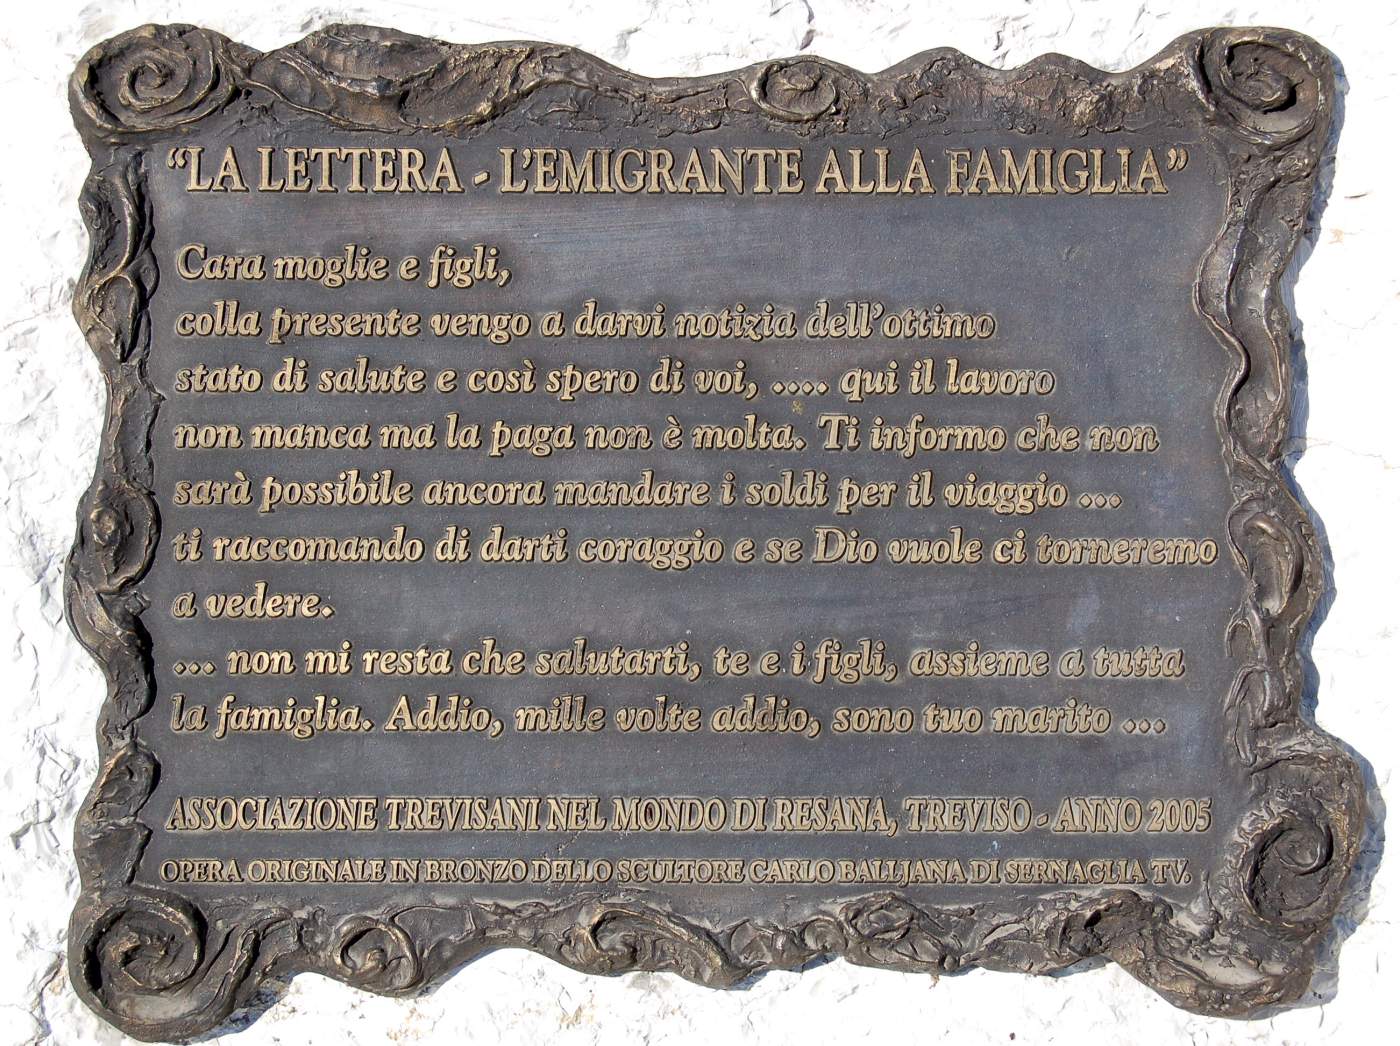 “LA LETTERA - L’EMIGRANTE ALLA FAMIGLIA”
Cara moglie e figli,
colla presente vengo a darvi notizia dell’ottimo
stato di salute e così spero di voi, .... qui il lavoro
non manca ma la paga non è molta. Ti informo che non
sarà possibile ancora mandare i soldi per il viaggio ...
ti raccomando di darti coraggio e se Dio vuole ci torneremo
a vedere.
... non mi resta che salutarti, te e i figli, assieme a tutta
la famiglia. Addio, mille volte addio, sono tuo marito ...
ASSOCIAZIONE TREVISANI NEL MONDO DI RESANA, TREVISO - ANNO 2005
OPERA ORIGINALE IN BRONZO DELLO SCULTORE CARLO BALLJANA DI SERNAGLIA TV.